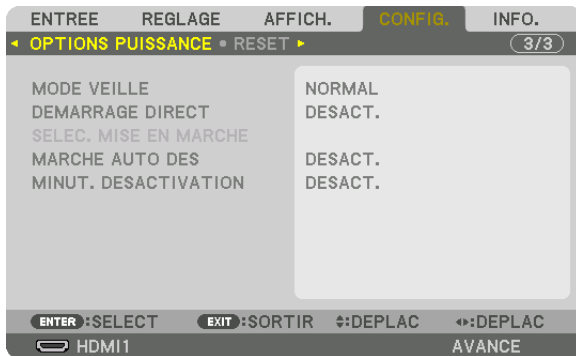 ENTREE REGLAGE AFFICH. CONFIG. INFO.
OPTIONS PUISSANCE • RESET 3/3
MODE VEILLE NORMAL
DEMARRAGE DIRECT DESACT.
SELEC. MISE EN MARCHE
MARCHE AUTO DES DESACT.
MINUT. DESACTIVATION DESACT.
ENTER :SELECT EXIT :SORTIR :DEPLAC :DEPLAC
HDMI1 AVANCE